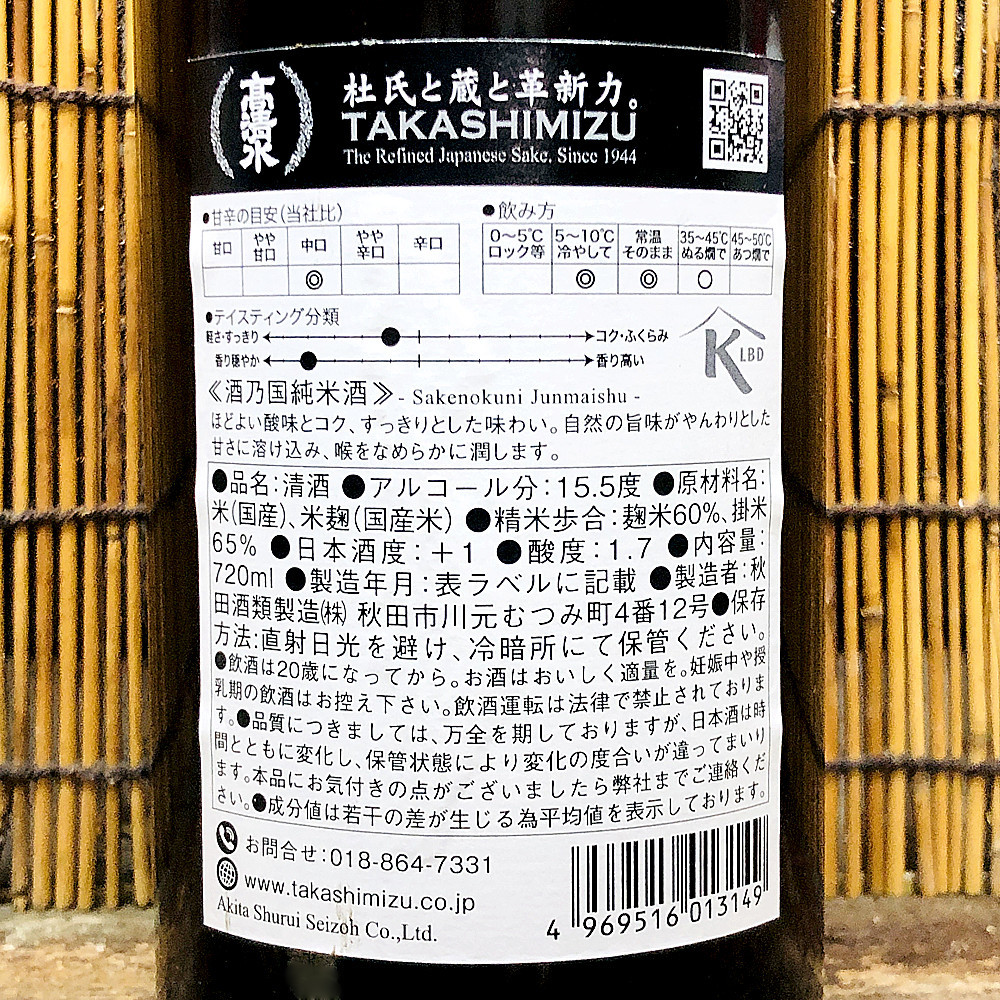 高清水
杜氏と蔵と革新力。
TAKASHIMIZU
The Refined Japanese Sake. Since 1944
●甘辛の目安(当社比)
甘口 やや甘口 中口 やや辛口 辛口
◎
●飲み方
0~5℃ ロック等 5~10℃ 冷やして 常温 そのまま 35~45℃ ぬる燗で 45~50℃ あつ燗で
◎ ◎ ○
●テイスティング分類
軽さ・すっきり コク・ふくらみ
香り穏やか 香り高い
K LBD
《酒乃国純米酒》- Sakenokuni Junmaishu -
ほどよい酸味とコク、すっきりとした味わい。自然の旨味がやんわりとした
甘さに溶け込み、喉をなめらかに潤します。
●品名:清酒 ●アルコール分:15.5度 ●原材料名:
米(国産)、米麹(国産米) ●精米歩合:麹米60%、掛米
65% ●日本酒度:+1 ●酸度:1.7 ●内容量:
720ml ●製造年月:表ラベルに記載 ●製造者:秋
田酒類製造㈱ 秋田市川元むつみ町4番12号●保存
方法:直射日光を避け、冷暗所にて保管ください。
●飲酒は20歳になってから。お酒はおいしく適量を。妊娠中や授
乳期の飲酒はお控え下さい。飲酒運転は法律で禁止されておりま
す。●品質につきましては、万全を期しておりますが、日本酒は時
間とともに変化し、保管状態により変化の度合いが違ってまいり
ます。本品にお気付きの点がございましたら弊社までご連絡くだ
さい。●成分値は若干の差が生じる為平均値を表示しております。
お問合せ:018-864-7331
www.takashimizu.co.jp
Akita Shurui Seizoh Co.,Ltd.
4 969516 013149